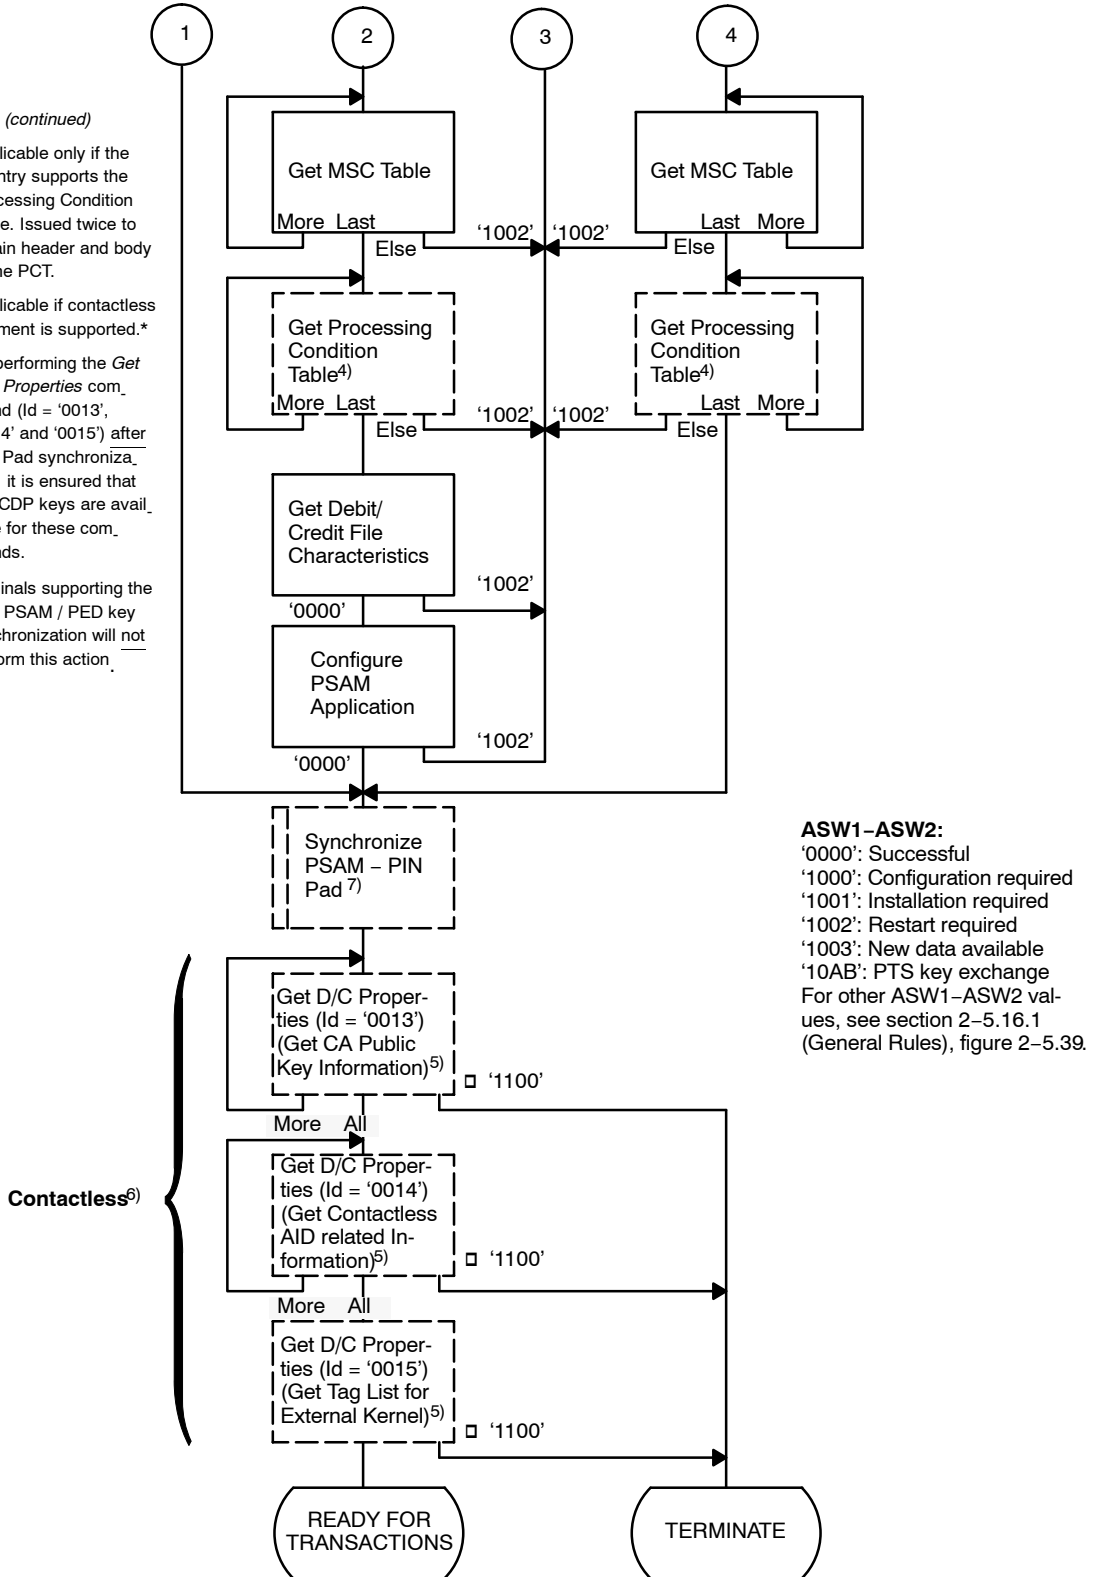 1
2
3
4
(continued)
licable only if the
ntry supports the
cessing Condition
e. Issued twice to
ain header and body
ne PCT.
licable if contactless
ment is supported.*
performing the Get
Properties com-
nd (Id = ‘0013’,
4’ and ‘0015’) after
Pad synchroniza-
it is ensured that
CDP keys are avail-
e for these com-
nds.
inals supporting the
PSAM / PED key
chronization will not
orm this action.
Get MSC Table
More Last
Else
‘1002’
‘1002’
Get MSC Table
Last More
Else
Get Processing
Condition
Table4)
More Last
Else
‘1002’
‘1002’
Get Processing
Condition
Table4)
Last More
Else
Get Debit/
Credit File
Characteristics
‘1002’
‘0000’
Configure
PSAM
Application
‘1002’
‘0000’
Synchronize
PSAM – PIN
Pad 7)
ASW1–ASW2:
‘0000’: Successful
‘1000’: Configuration required
‘1001’: Installation required
‘1002’: Restart required
‘1003’: New data available
‘10AB’: PTS key exchange
For other ASW1–ASW2 val-
ues, see section 2–5.16.1
(General Rules), figure 2–5.39.
Contactless6)
Get D/C Proper-
ties (Id = ‘0013’)
(Get CA Public
Key Information)5)
‘1100’
More All
Get D/C Proper-
ties (Id = ‘0014’)
(Get Contactless
AID related In-
formation)5)
‘1100’
More All
Get D/C Proper-
ties (Id = ‘0015’)
(Get Tag List for
External Kernel)5)
‘1100’
READY FOR
TRANSACTIONS
TERMINATE